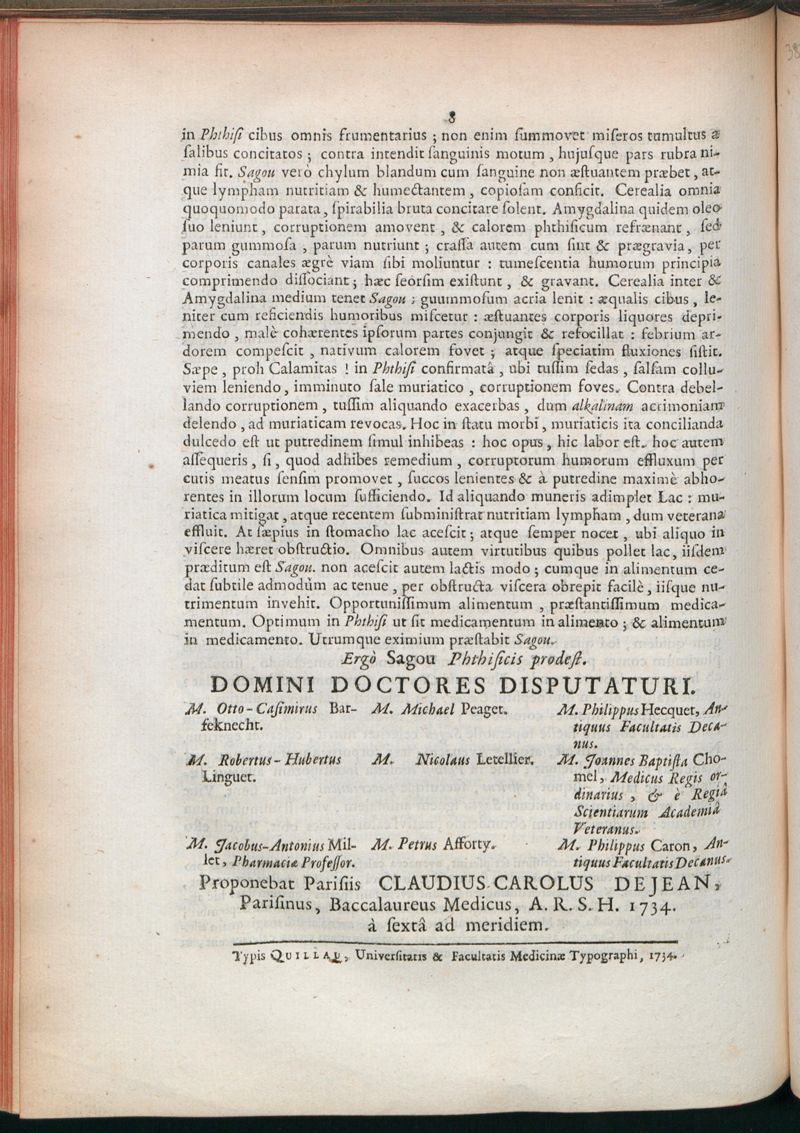 8
in Phthiſi cibus omnis frumentarius ; non enim ſummovet miſeros tumultus a
ſalibus concitatos ; contra intendit ſanguinis motum , hujuſque pars rubra ni-
mia fit. Sagou verò chylum blandum cum ſanguine non æſtuantem præbet, at-
que lympham nutritiam & humectantem , copioſam conficit. Cerealia omnia
quoquomodo parata, ſpirabilia bruta concitare ſolent. Amygdalina quidem oleo
ſuo leniunt, corruptionem amovent , & calorem phthiſicum refrænant, ſed
parum gummoſa , parum nutriunt ; craſſa autem cum ſint & prægravia, per
corporis canales ægrè viam ſibi moliuntur : tumeſcentia humorum principia
comprimendo diſſociant ; hæc ſeorſim exiſtunt, & gravant. Cerealia inter &
Amygdalina medium tenet Sagou ; guummoſum acria lenit : æqualis cibus, le-
niter cum reficiendis humoribus miſcetur : æſtuantes corporis liquores depri-
mendo , malè cohærentes ipſorum partes conjungit & refocillat : febrium ar-
dorem compeſcit , nativum calorem fovet ; atque ſpeciatim fluxiones ſiſtit.
Sæpe , proh Calamitas ! in Phthiſi confirmatâ , ubi tuſſim ſedas , ſalſam collu-
viem leniendo, imminuto ſale muriatico , corruptionem foves. Contra debel-
lando corruptionem , tuſſim aliquando exacerbas , dum alkalinam acrimoniam
delendo , ad muriaticam revocas. Hoc in ſtatu morbi, muriaticis ita concilianda
dulcedo eſt ut putredinem ſimul inhibeas : hoc opus, hic labor eſt. hoc autem
aſſequeris, ſi, quod adhibes remedium , corruptorum humorum effluxum per
cutis meatus ſenſim promovet , ſuccos lenientes & à putredine maximè abho-
rentes in illorum locum ſufficiendo. Id aliquando muneris adimplet Lac : mu-
riatica mitigat, atque recentem ſubminiſtrat nutritiam lympham , dum veterana
effluit. At ſæpius in ſtomacho lac aceſcit ; atque ſemper nocet, ubi aliquo in
viſcere hæret obſtructio. Omnibus autem virtutibus quibus pollet lac, iiſdem
præditum eſt Sagou. non aceſcit autem lactis modo ; cumque in alimentum ce-
dat ſubtile admodùm ac tenue , per obſtructa viſcera obrepit facilè, iiſque nu-
trimentum invehit. Opportuniſſimum alimentum , præſtantiſſimum medica-
mentum. Optimum in Phthiſi ut ſit medicamentum in alimento ; & alimentum
in medicamento. Utrumque eximium præſtabit Sagou.
Ergò Sagou Phthiſicis prodeſt.
DOMINI DOCTORES DISPUTATURI.
M. Otto-Caſimirus Bar- M. Michael Peaget. M. Philippus Hecquet, An-
feknecht. tiquus Facultatis Deca-
nus.
M. Robertus-Hubertus M. Nicolaus Letellier. M. Joannes Baptiſta Cho-
Linguet. mel, Medicus Regis or-
dinarius , & è Regiâ
Scientiarum Academiâ
Veteranus.
M. Jacobus-Antonius Mil- M. Petrus Afforty. M. Philippus Caron, An-
let, Pharmaciæ Profeſſor. tiquus Facultatis Decanus.
Proponebat Pariſiis CLAUDIUS-CAROLUS DEJEAN,
Pariſinus, Baccalaureus Medicus, A. R. S. H. 1734.
à ſextâ ad meridiem.
Typis QUILLAU, Univerſitatis & Facultatis Medicinæ Typographi, 1734.